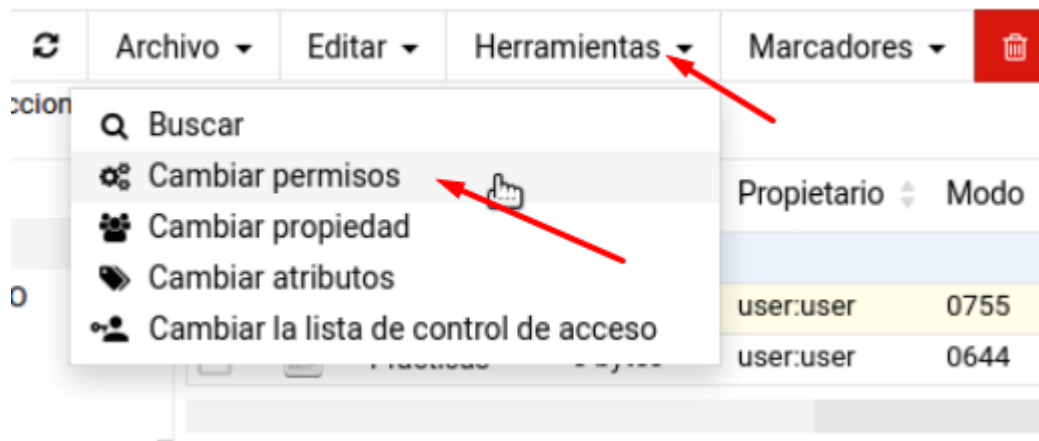 Archivo Editar Herramientas Marcadores
Buscar
Cambiar permisos
Propietario Modo
Cambiar propiedad
Cambiar atributos
user:user 0755
Cambiar la lista de control de acceso
user:user 0644